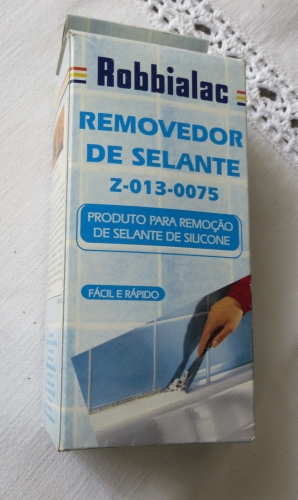 Robbialac
REMOVEDOR
DE SELANTE
Z-013-0075
PRODUTO PARA REMOÇÃO
DE SELANTE DE SILICONE
FÁCIL E RÁPIDO